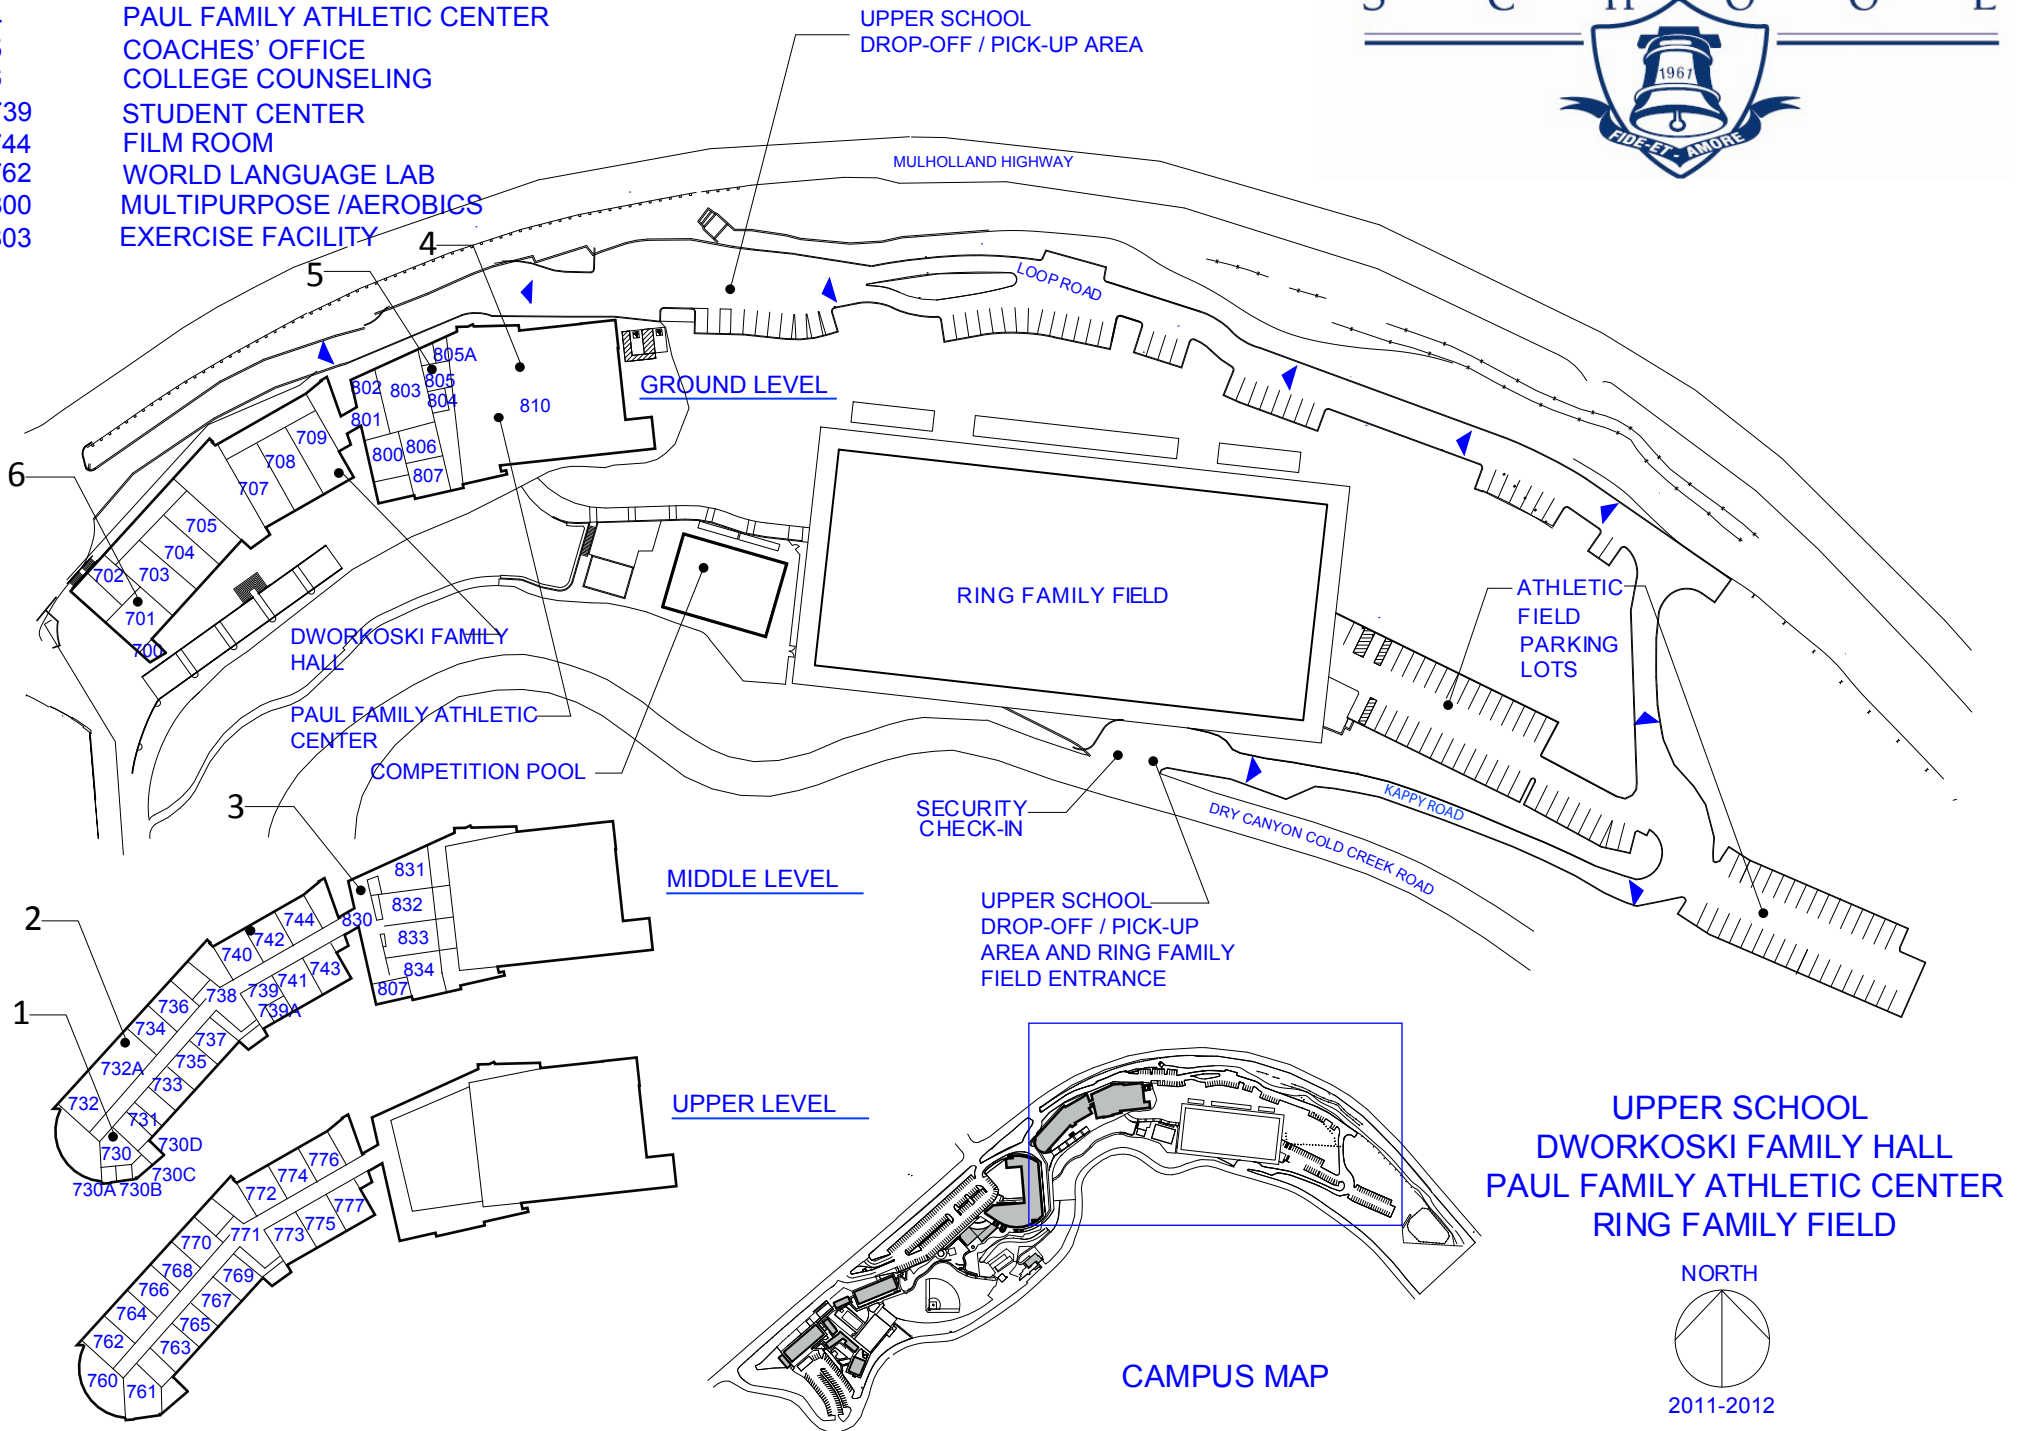 PAUL FAMILY ATHLETIC CENTER
COACHES' OFFICE
COLLEGE COUNSELING
739 STUDENT CENTER
744 FILM ROOM
762 WORLD LANGUAGE LAB
800 MULTIPURPOSE /AEROBICS
803 EXERCISE FACILITY
S C H O O L
1961
FIDE-ET-AMORE
UPPER SCHOOL
DROP-OFF / PICK-UP AREA
MULHOLLAND HIGHWAY
LOOP ROAD
4
5
6
805A
805
804
802
803
801
810
800
806
807
GROUND LEVEL
709
708
707
705
704
703
702
701
700
RING FAMILY FIELD
ATHLETIC
FIELD
PARKING
LOTS
DWORKOSKI FAMILY
HALL
PAUL FAMILY ATHLETIC
CENTER
COMPETITION POOL
SECURITY
CHECK-IN
KAPPY ROAD
DRY CANYON COLD CREEK ROAD
UPPER SCHOOL
DROP-OFF / PICK-UP
AREA AND RING FAMILY
FIELD ENTRANCE
3
2
1
MIDDLE LEVEL
831
832
830
833
834
807
744
742
740
743
741
739
739A
738
736
734
737
735
732A
733
732
731
730
730D
730C
730A
730B
UPPER LEVEL
776
774
772
777
775
773
771
770
769
768
767
766
765
764
763
762
760
761
CAMPUS MAP
UPPER SCHOOL
DWORKOSKI FAMILY HALL
PAUL FAMILY ATHLETIC CENTER
RING FAMILY FIELD
NORTH
2011-2012